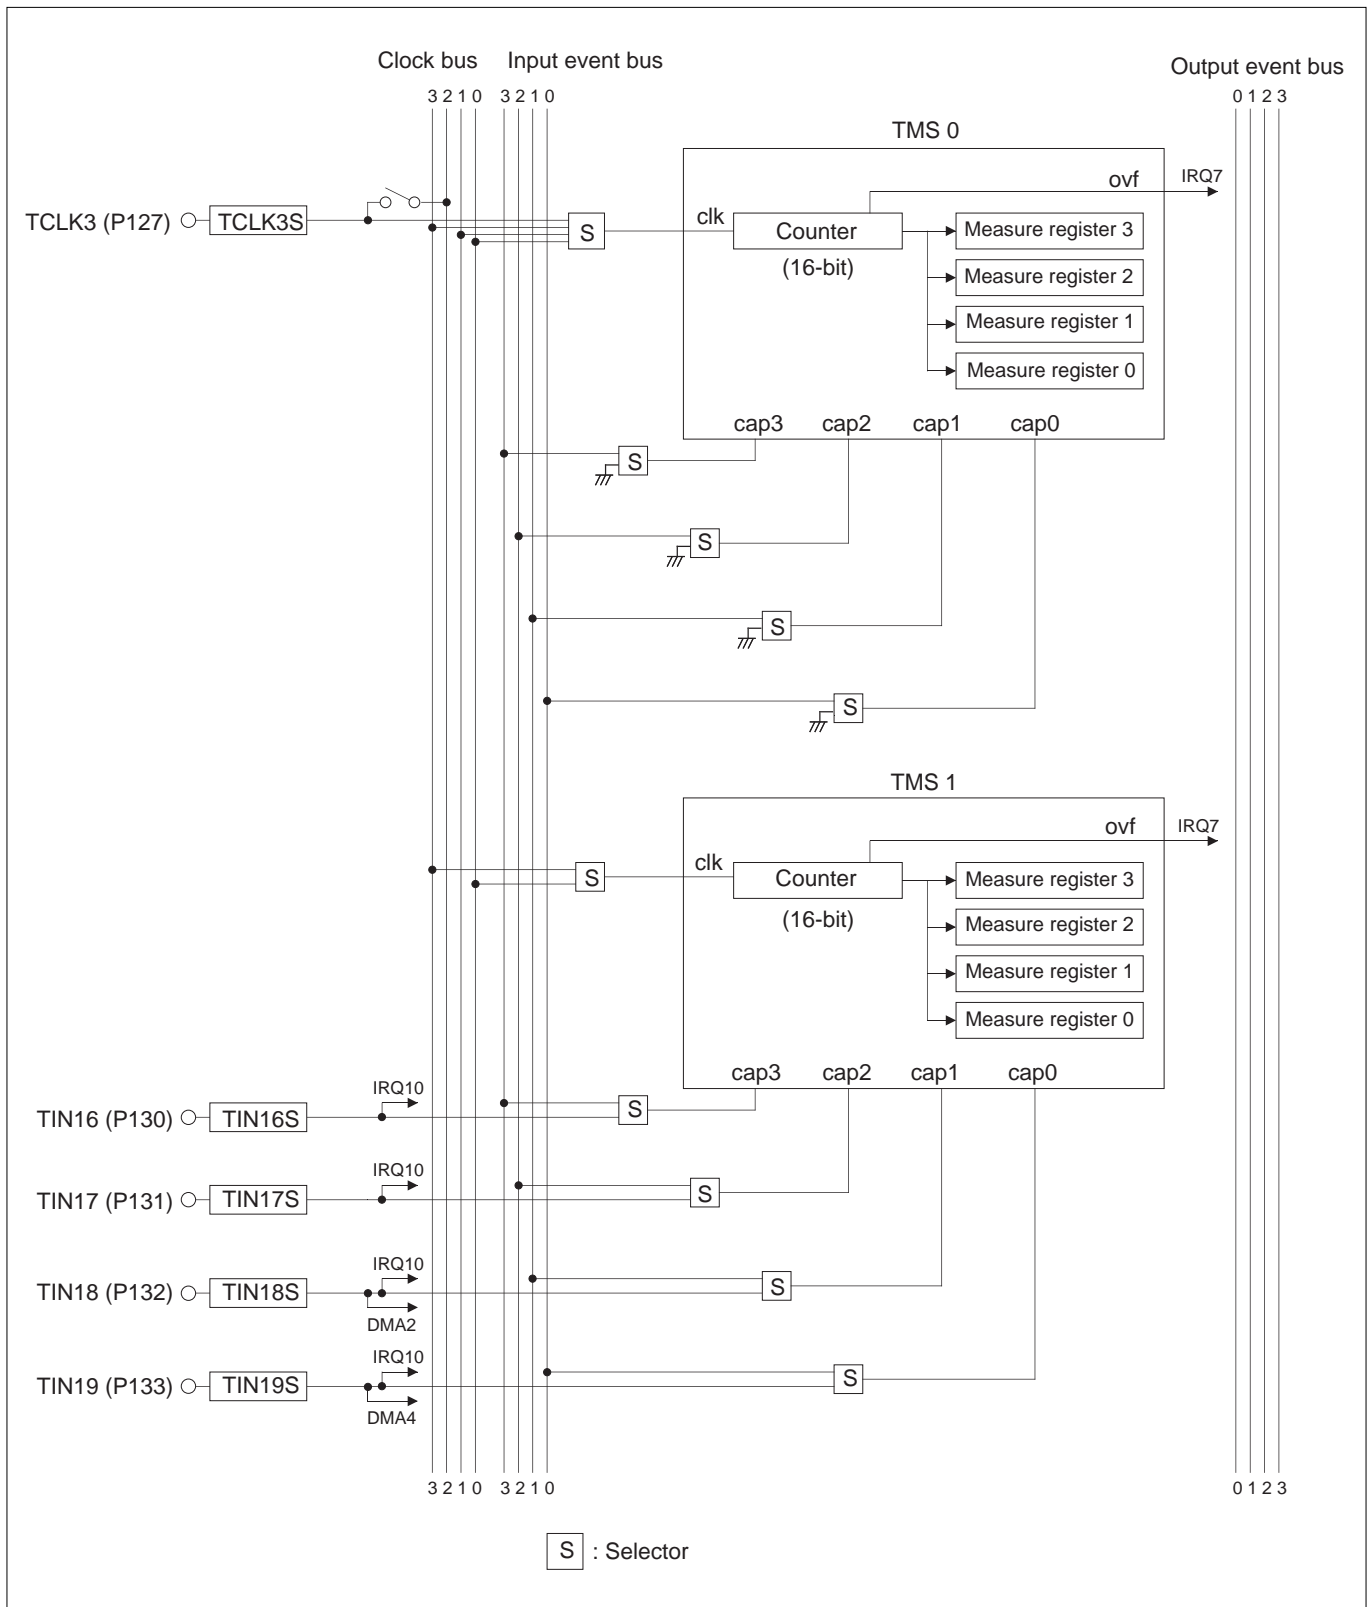 Clock bus Input event bus
Output event bus
3 2 1 0 3 2 1 0
0 1 2 3
TMS 0
ovf IRQ7
TCLK3 (P127) TCLK3S
S
clk
Counter
(16-bit)
Measure register 3
Measure register 2
Measure register 1
Measure register 0
cap3 cap2 cap1 cap0
S
S
S
S
TMS 1
ovf IRQ7
S
clk
Counter
(16-bit)
Measure register 3
Measure register 2
Measure register 1
Measure register 0
cap3 cap2 cap1 cap0
IRQ10
TIN16 (P130) TIN16S
S
IRQ10
TIN17 (P131) TIN17S
S
IRQ10
TIN18 (P132) TIN18S
S
DMA2
IRQ10
TIN19 (P133) TIN19S
S
DMA4
3 2 1 0 3 2 1 0
0 1 2 3
S : Selector